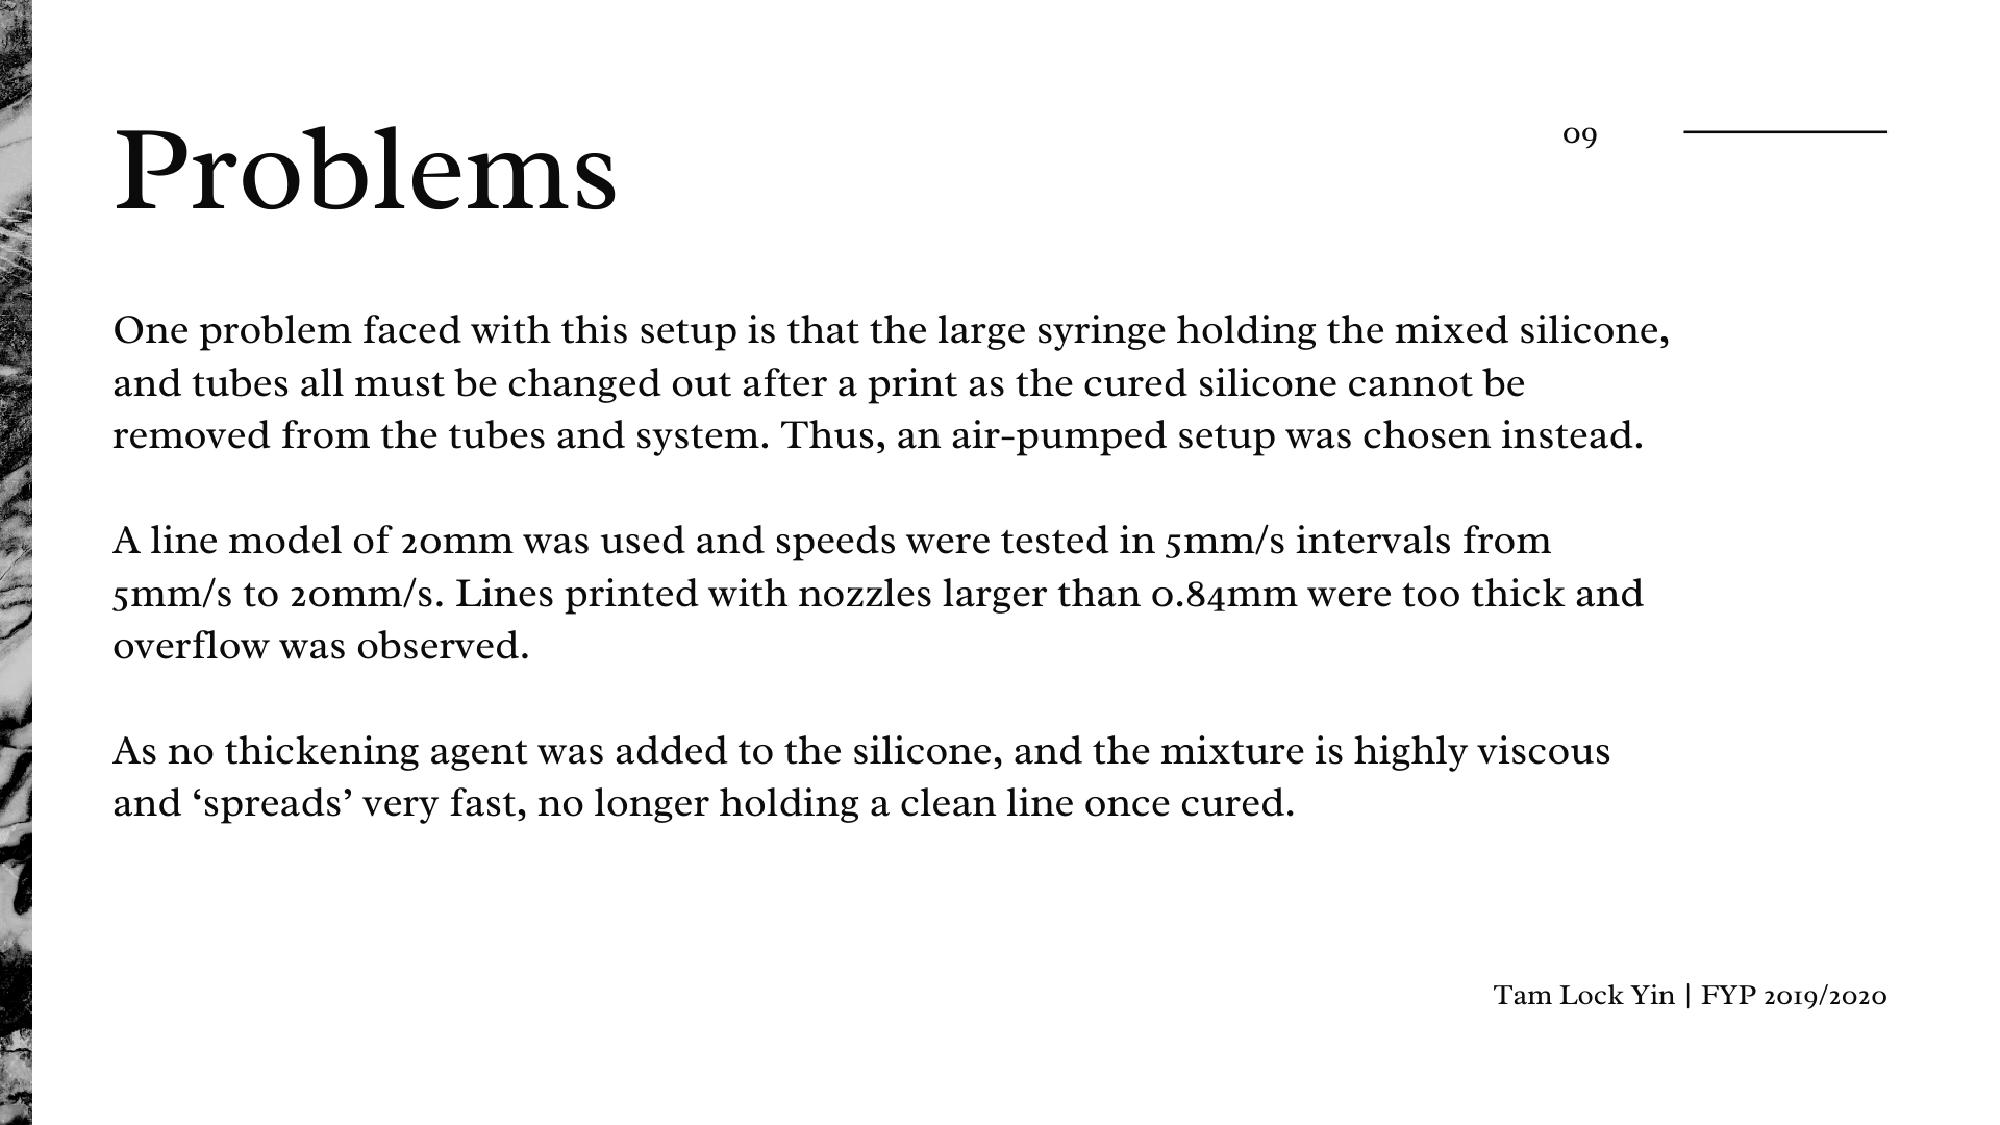 Problems
09
One problem faced with this setup is that the large syringe holding the mixed silicone,
and tubes all must be changed out after a print as the cured silicone cannot be
removed from the tubes and system. Thus, an air-pumped setup was chosen instead.
A line model of 20mm was used and speeds were tested in 5mm/s intervals from
5mm/s to 20mm/s. Lines printed with nozzles larger than 0.84mm were too thick and
overflow was observed.
As no thickening agent was added to the silicone, and the mixture is highly viscous
and ‘spreads’ very fast, no longer holding a clean line once cured.
Tam Lock Yin | FYP 2019/2020